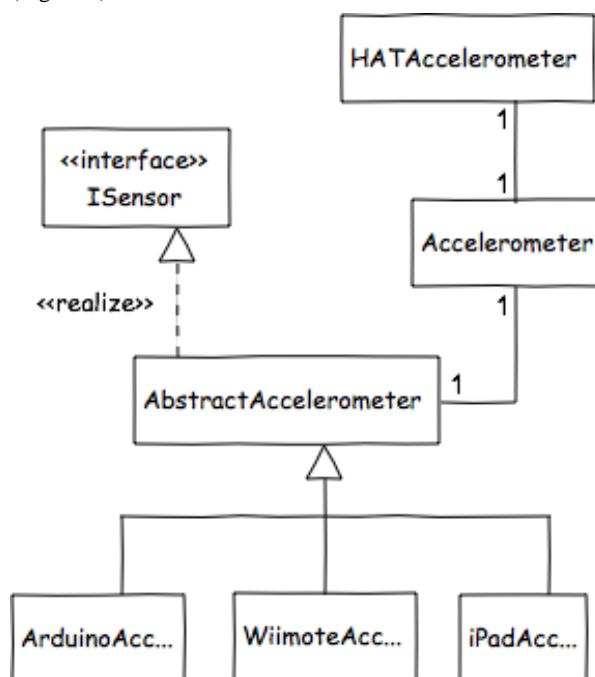 HATAccelerometer
1
<<interface>>
ISensor
1
Accelerometer
<<realize>>
1
AbstractAccelerometer
1
ArduinoAcc...
WiimoteAcc...
iPadAcc...